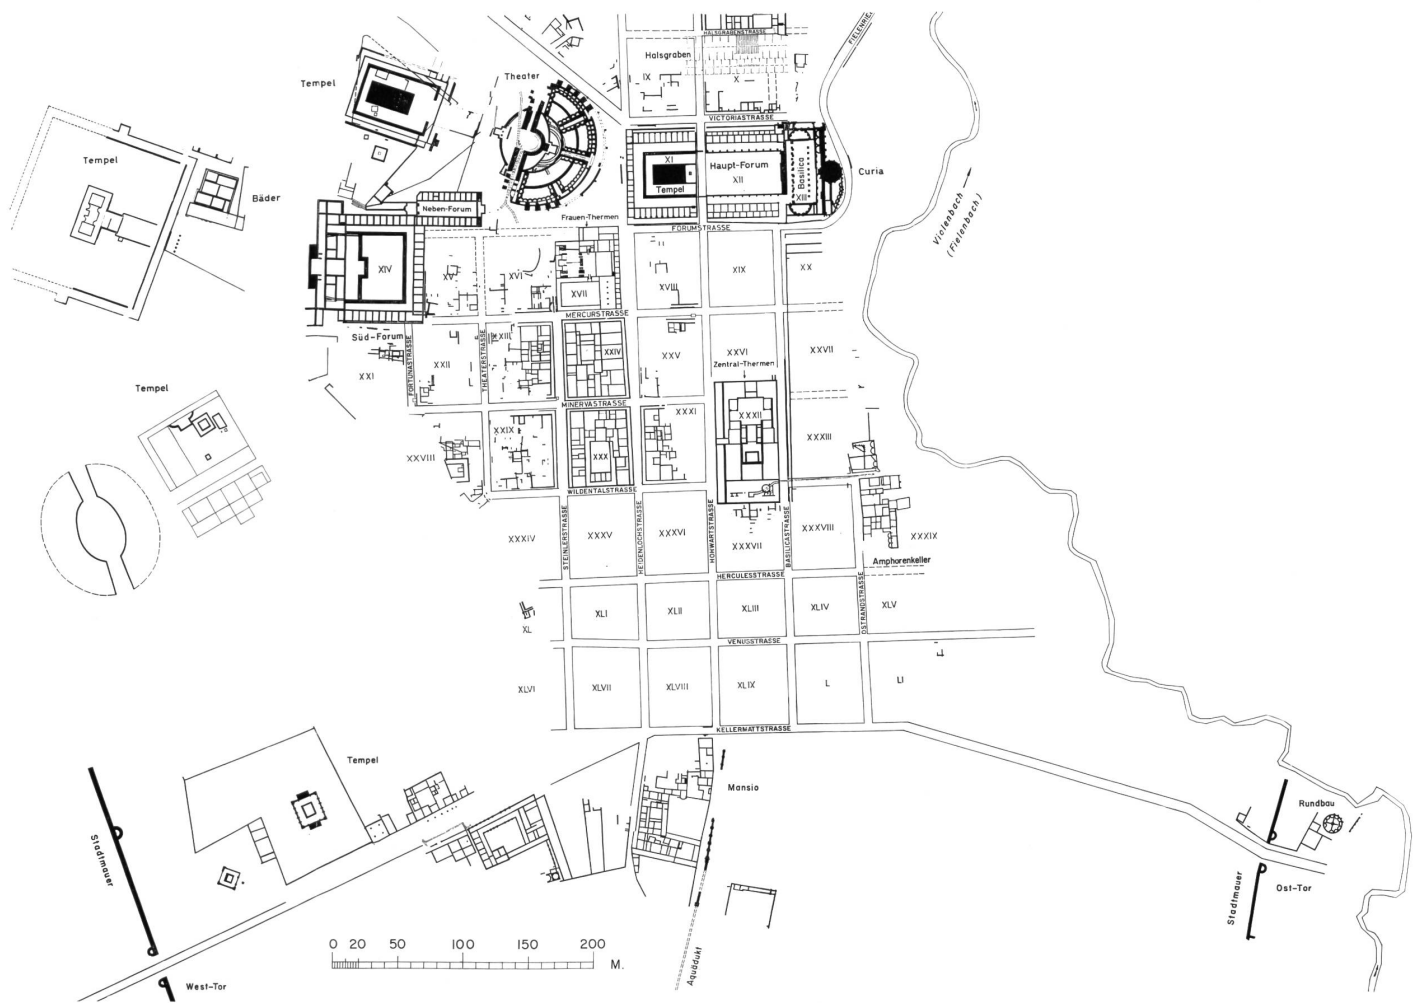 HALSGRABENSTRASSE
FIELENRIED
Halsgraben
IX
X
Theater
Tempel
VICTORIASTRASSE
Tempel
XI
Tempel
Haupt-Forum
XII
Basilica
XIII
Curia
Bäder
Neben-Forum
Frauen-Thermen
FORUMSTRASSE
Violenbach
(Fielenbach)
XIV
XV
XVI
XVII
XVIII
XIX
XX
MERCURSTRASSE
Süd-Forum
FORTUNASTRASSE
THEATERSTRASSE
XXI
XXII
XXIII
XXIV
XXV
XXVI
XXVII
Zentral-Thermen
Tempel
MINERVASTRASSE
XXVIII
XXIX
XXX
XXXI
XXXII
XXXIII
WILDENTALSTRASSE
STEINLERSTRASSE
HEIDENLOCHSTRASSE
HOHWARTSTRASSE
BASILICASTRASSE
XXXIV
XXXV
XXXVI
XXXVII
XXXVIII
XXXIX
Amphorenkeller
HERCULESSTRASSE
OSTRANDSTRASSE
XL
XLI
XLII
XLIII
XLIV
XLV
VENUSSTRASSE
XLVI
XLVII
XLVIII
XLIX
L
LI
KELLERMATTSTRASSE
Tempel
Mansio
Rundbau
Stadtmauer
Stadtmauer
Ost-Tor
0 20 50 100 150 200
M.
Aquädukt
West-Tor